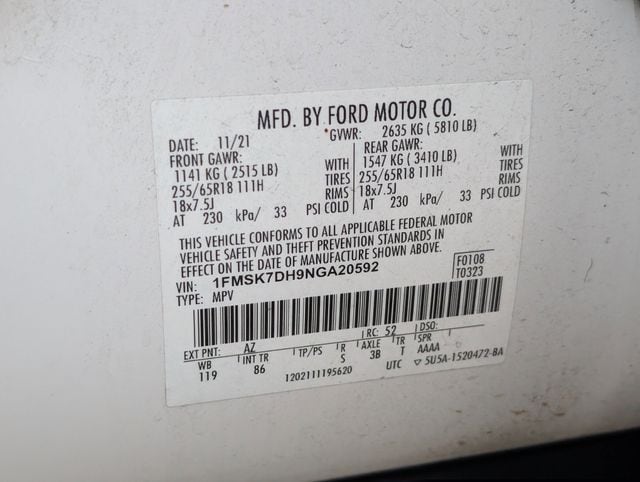 MFD. BY FORD MOTOR CO.
DATE: 11/21 GVWR: 2635 KG ( 5810 LB)
FRONT GAWR: REAR GAWR:
1141 KG ( 2515 LB) WITH 1547 KG ( 3410 LB) WITH
255/65R18 111H TIRES 255/65R18 111H TIRES
18x7.5J RIMS 18x7.5J RIMS
AT 230 kPa/ 33 PSI COLD AT 230 kPa/ 33 PSI COLD
THIS VEHICLE CONFORMS TO ALL APPLICABLE FEDERAL MOTOR
VEHICLE SAFETY AND THEFT PREVENTION STANDARDS IN
EFFECT ON THE DATE OF MANUFACTURE SHOWN ABOVE.
VIN: 1FMSK7DH9NGA20592 F0108
TYPE: MPV T0323
EXT PNT: AZ RC: 52 DSO:
WB INT TR TP/PS R AXLE TR SPR
119 86 S 3B T AAAA
1202111195620 UTC ▽ 5U5A-1520472-BA